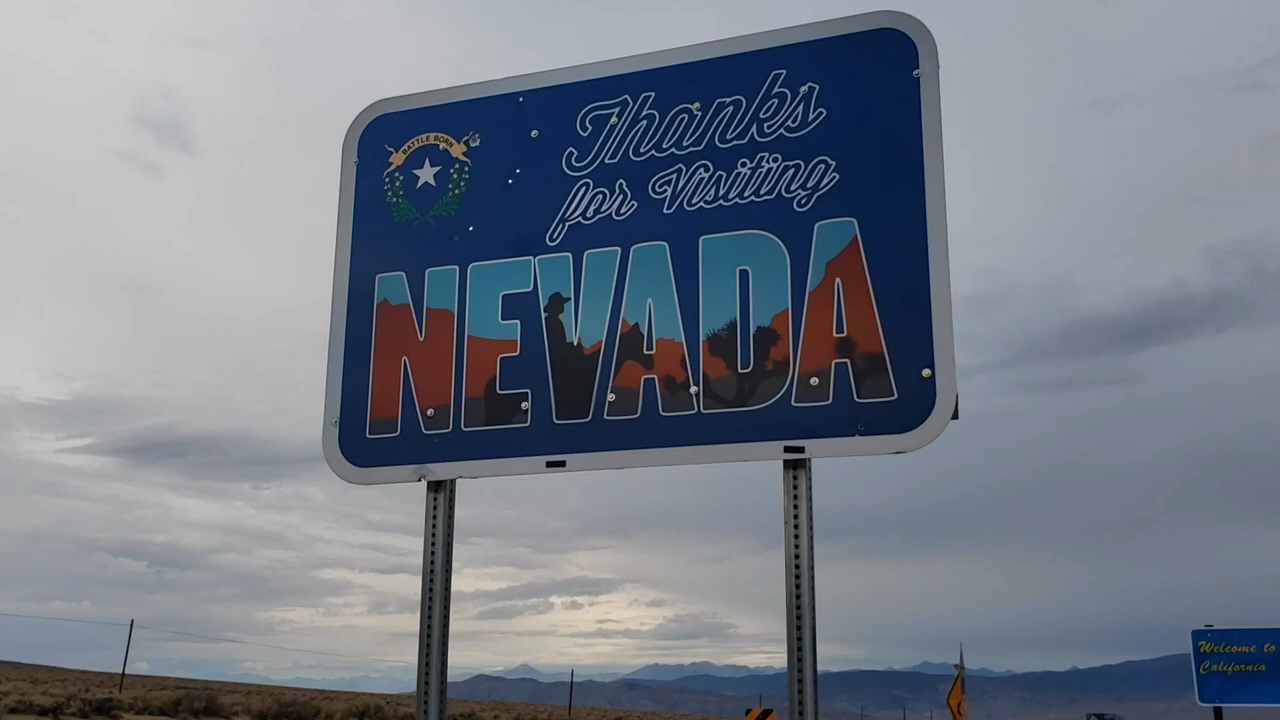 BATTLE BORN
Thanks
for Visiting
NEVADA
Welcome to
California